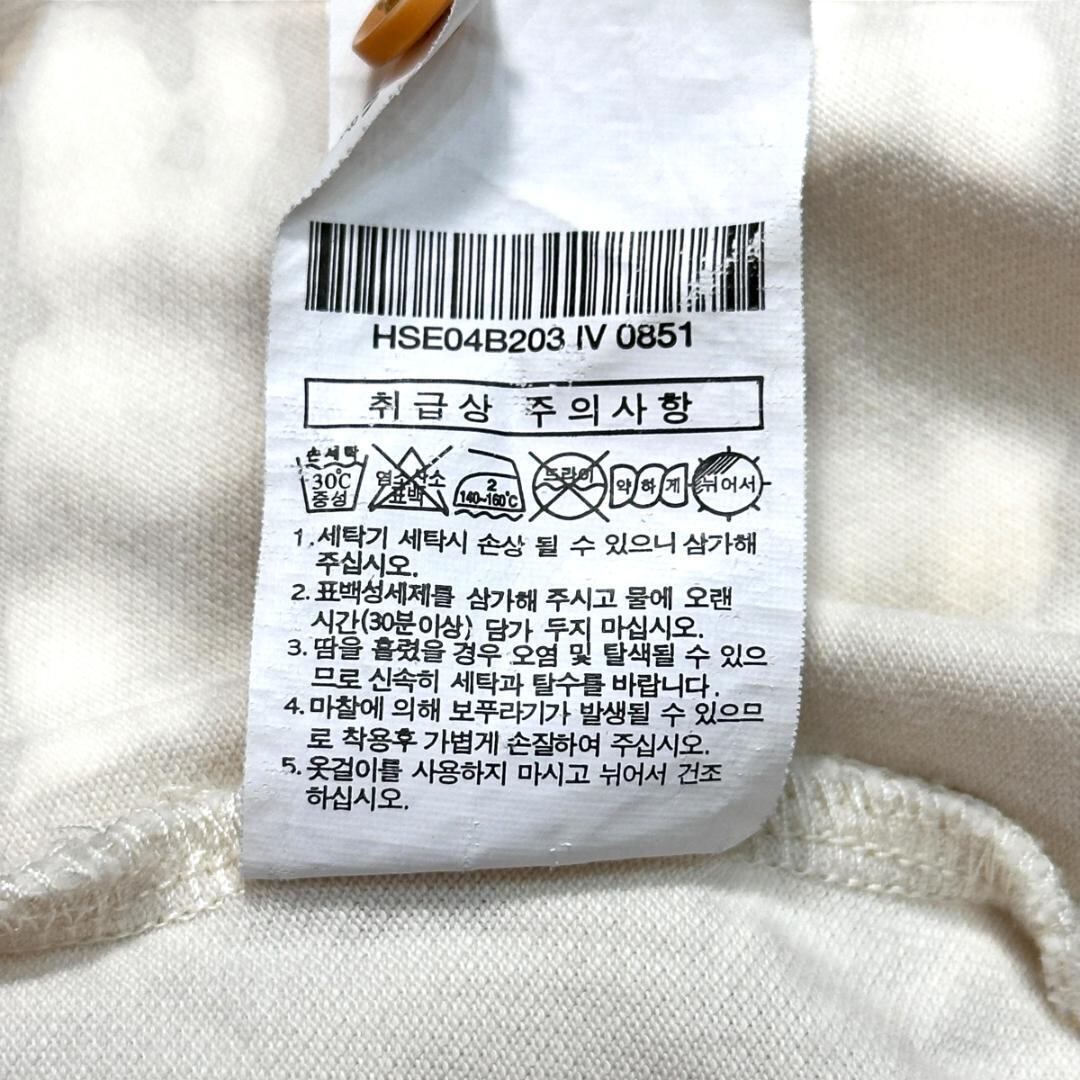 HSE04B203 IV 0851
취급상 주의사항
손세탁
30℃
중성
염소산소
표백
2
140~160℃
드라이
약하게
뉘어서
1. 세탁기 세탁시 손상 될 수 있으니 삼가해
주십시오.
2. 표백성세제를 삼가해 주시고 물에 오랜
시간(30분이상) 담가 두지 마십시오.
3. 땀을 흘렸을 경우 오염 및 탈색될 수 있으
므로 신속히 세탁과 탈수를 바랍니다.
4. 마찰에 의해 보푸라기가 발생될 수 있으므
로 착용후 가볍게 손질하여 주십시오.
5. 옷걸이를 사용하지 마시고 뉘어서 건조
하십시오.